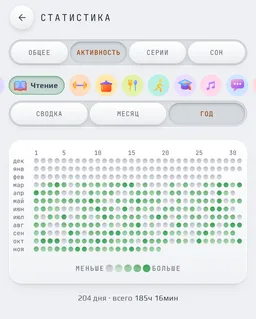 СТАТИСТИКА
ОБЩЕЕ АКТИВНОСТЬ СЕРИИ СОН
Чтение
СВОДКА МЕСЯЦ ГОД
1 5 10 15 20 25 30
дек
янв
фев
мар
апр
май
июн
июл
авг
сен
окт
ноя
МЕНЬШЕ БОЛЬШЕ
204 дня · всего 185ч 16мин